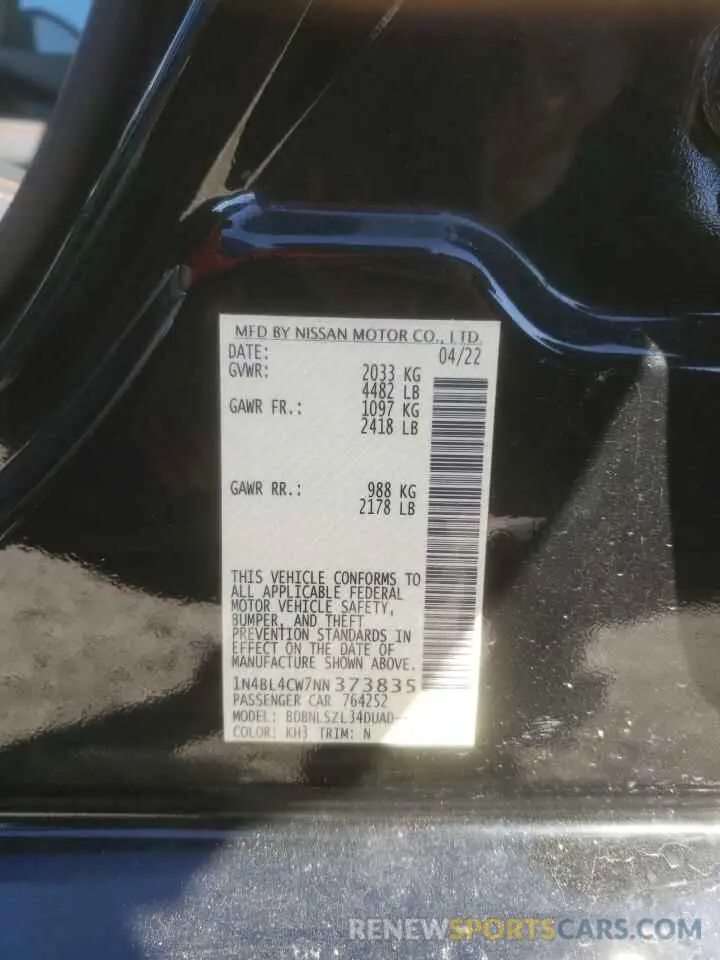 MFD BY NISSAN MOTOR CO., LTD.
DATE: 04/22
GVWR: 2033 KG
4482 LB
GAWR FR.: 1097 KG
2418 LB
GAWR RR.: 988 KG
2178 LB
THIS VEHICLE CONFORMS TO
ALL APPLICABLE FEDERAL
MOTOR VEHICLE SAFETY,
BUMPER, AND THEFT
PREVENTION STANDARDS IN
EFFECT ON THE DATE OF
MANUFACTURE SHOWN ABOVE.
1N4BL4CW7NN373835
PASSENGER CAR 764252
MODEL: BDBNLSZL34DUAD-
COLOR: KH3 TRIM: N
RENEWSPORTSCARS.COM